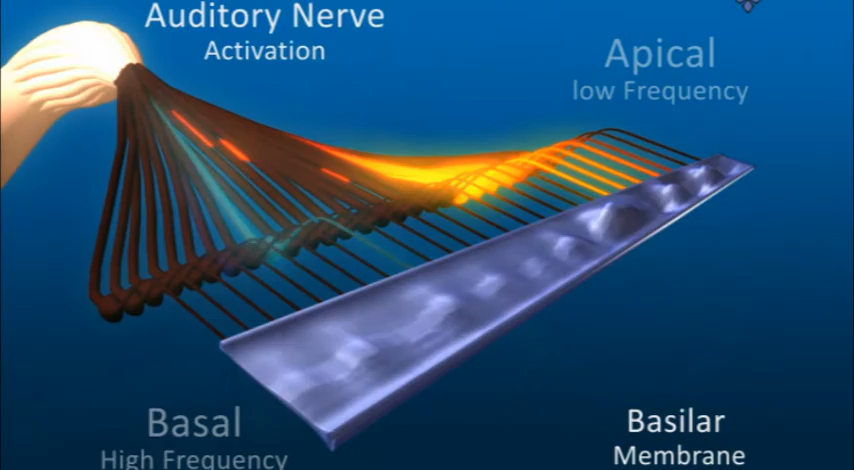 Auditory Nerve
Activation
Apical
low Frequency
Basal
High Frequency
Basilar
Membrane